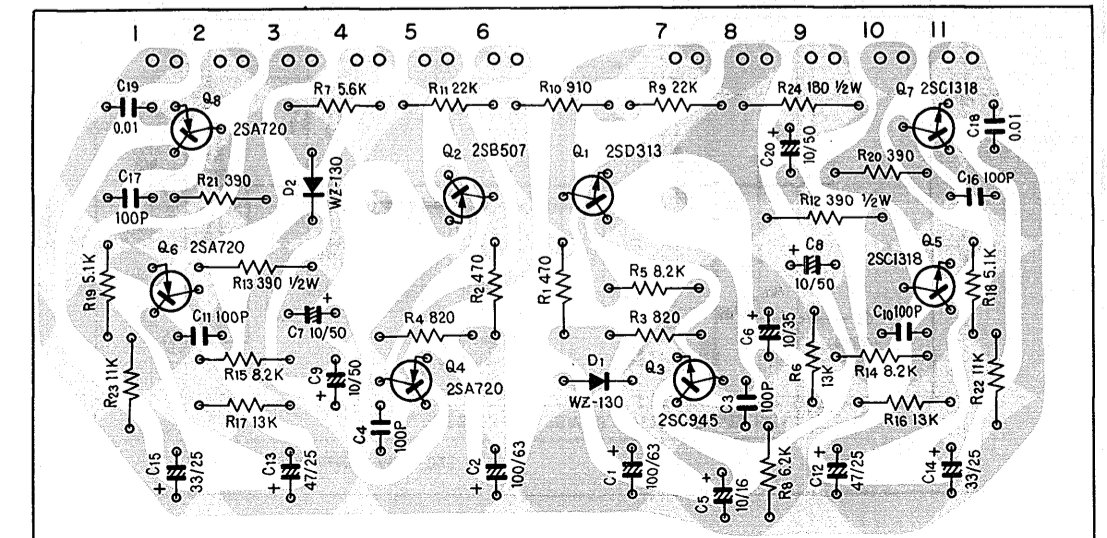 1 2 3 4 5 6 7 8 9 10 11
C19
0.01
Q8
2SA720
R7 5.6K
R11 22K
R10 910
R9 22K
R24 180 ½W
Q7 2SC1318
C18
0.01
C20 +
10/50
Q2 2SB507
Q1 2SD313
R20 390
C17
100P
R21 390
D2
WZ-130
C16 100P
R12 390 ½W
R19 5.1K
Q6 2SA720
R13 390 ½W
R2 470
R1 470
R5 8.2K
+ C8
10/50
Q5
2SC1318
R18 5.1K
C11 100P
+
C7 10/50
R4 820
R3 820
C6 +
10/35
C10 100P
R23 11K
R15 8.2K
C9
+ 10/50
Q4
2SA720
D1
WZ-130
Q3
2SC945
C3
100P
R6
13K
R14 8.2K
R22 11K
R17 13K
C4
100P
R16 13K
C15
+ 33/25
C13
+ 47/25
C2
+ 100/63
C1 +
100/63
C5 +
10/16
R8 6.2K
C12 +
47/25
C14 +
33/25